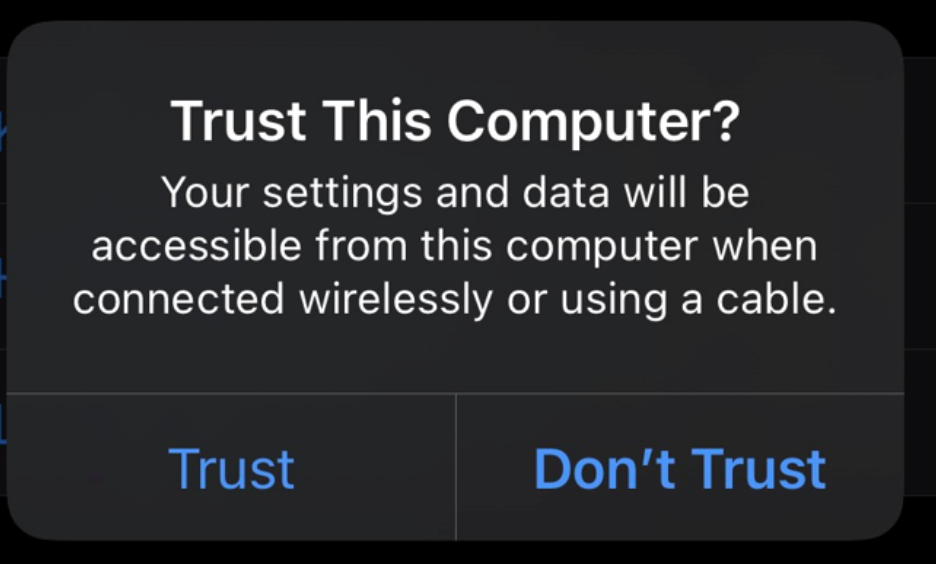 Trust This Computer?
Your settings and data will be
accessible from this computer when
connected wirelessly or using a cable.
Trust
Don’t Trust